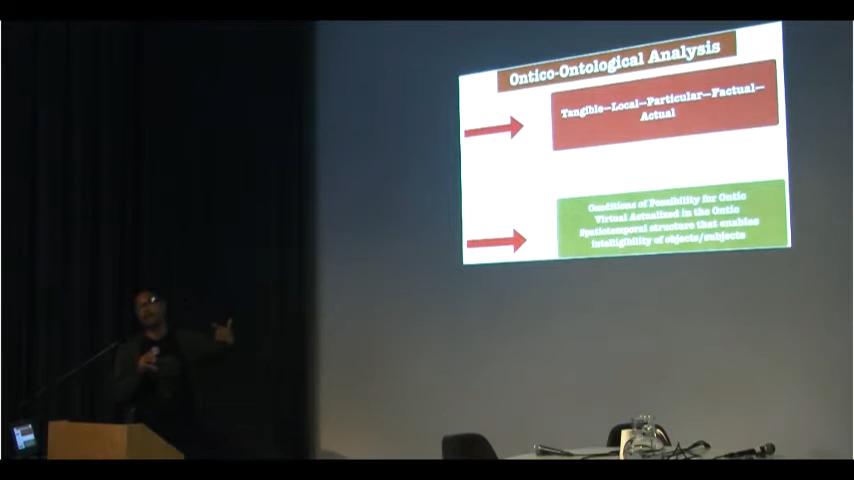 Ontico-Ontological Analysis
Tangible—Local—Particular—Factual—
Actual
Conditions of Possibility for Ontic
Virtual Actualized in the Ontic
Spatiotemporal structure that enables
intelligibility of objects/subjects